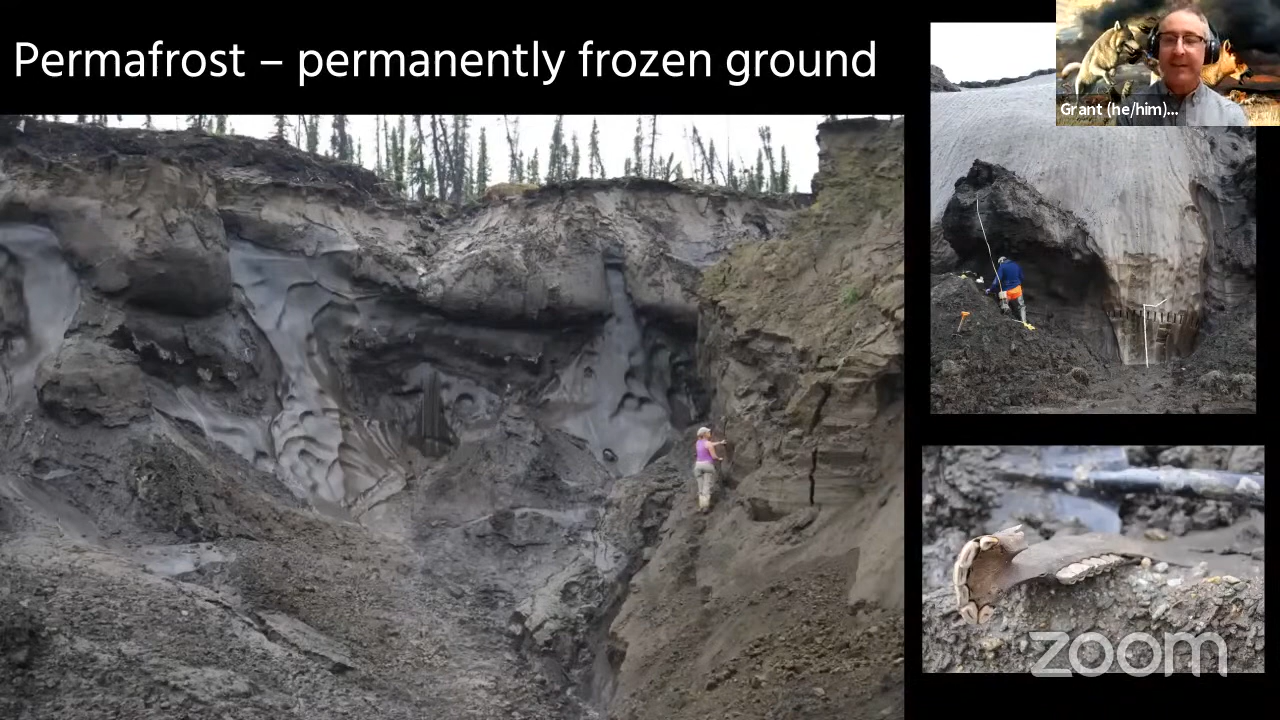 Permafrost – permanently frozen ground
Grant (he/him)...
zoom